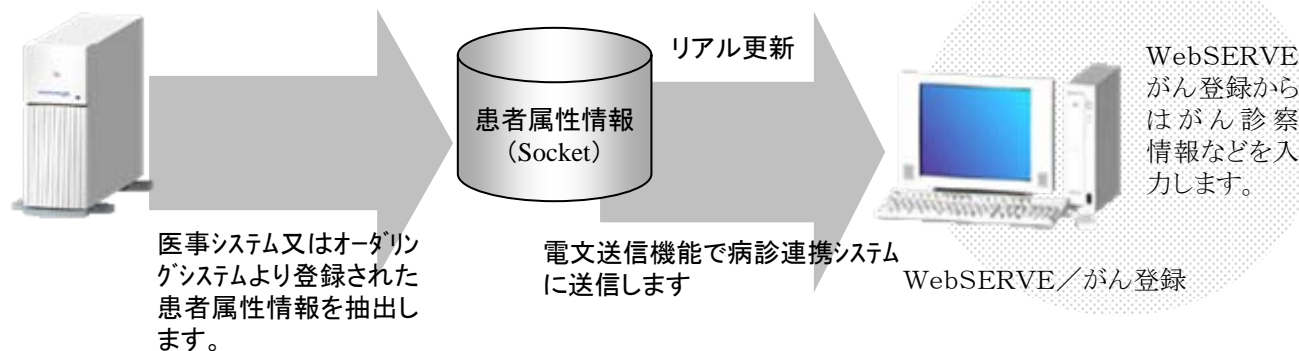 リアル更新
患者属性情報
（Socket）
WebSERVE
がん登録から
はがん診察
情報などを入
力します。
医事ｼｽﾃﾑ又はｵｰﾀﾞﾘﾝ
ｸﾞｼｽﾃﾑより登録された
患者属性情報を抽出し
ます。
電文送信機能で病診連携ｼｽﾃﾑ
に送信します
WebSERVE／がん登録